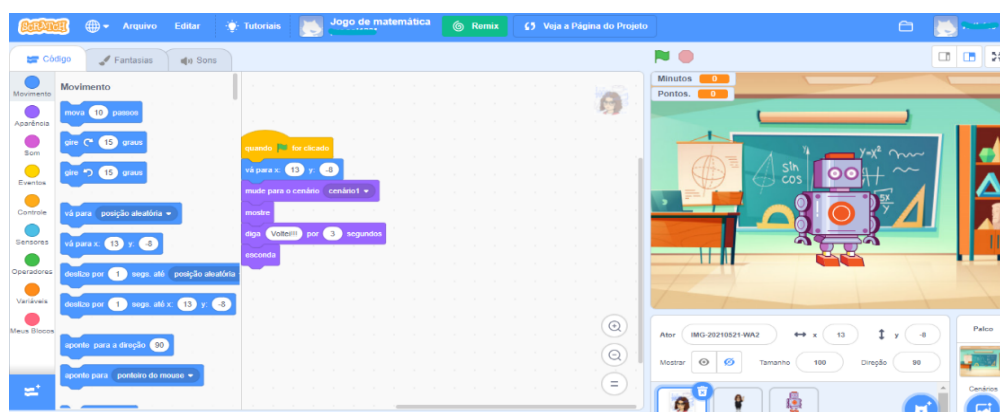 SCRATCH Arquivo Editar Tutoriais Jogo de matemática Remix Veja a Página do Projeto
Código Fantasias Sons
Movimento
Aparência
Som
Eventos
Controle
Sensores
Operadores
Variáveis
Meus Blocos
Movimento
mova 10 passos
gire 15 graus
gire 15 graus
vá para posição aleatória
vá para x: 13 y: -8
deslize por 1 segs. até posição aleatória
deslize por 1 segs. até x: 13 y: -8
aponte para a direção 90
aponte para ponteiro do mouse
quando for clicado
vá para x: 13 y: -8
mude para o cenário cenário1
mostre
diga Voltei!!! por 3 segundos
esconda
Minutos 0
Pontos. 0
sin
cos
y=x²
Ator IMG-20210521-WA2 x 13 y -8
Mostrar Tamanho 100 Direção 90
Palco
Cenários